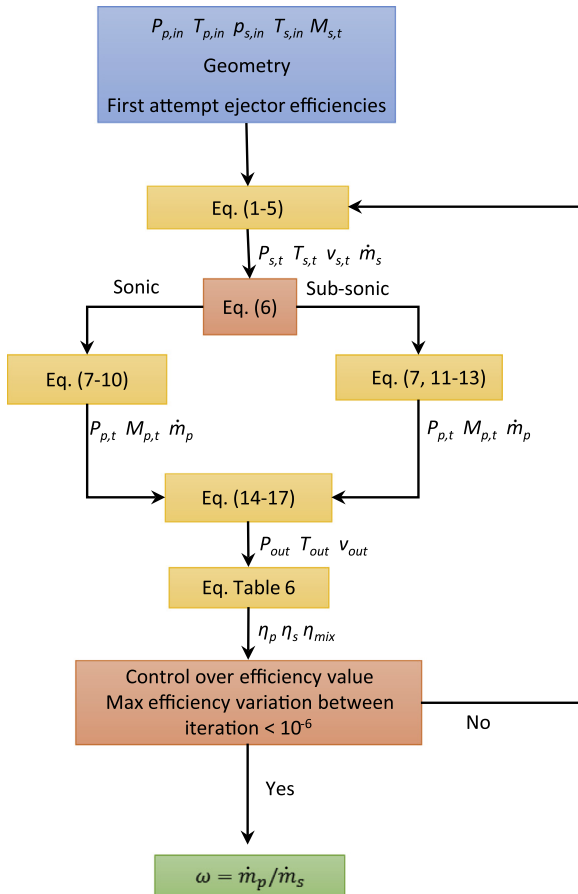 P_{p,in} T_{p,in} p_{s,in} T_{s,in} M_{s,t}
Geometry
First attempt ejector efficiencies
Eq. (1-5)
P_{s,t} T_{s,t} v_{s,t} ṁ_s
Sonic
Sub-sonic
Eq. (6)
Eq. (7-10)
Eq. (7, 11-13)
P_{p,t} M_{p,t} ṁ_p
P_{p,t} M_{p,t} ṁ_p
Eq. (14-17)
P_{out} T_{out} v_{out}
Eq. Table 6
η_p η_s η_{mix}
Control over efficiency value
Max efficiency variation between
iteration < 10^{-6}
No
Yes
ω = ṁ_p/ṁ_s